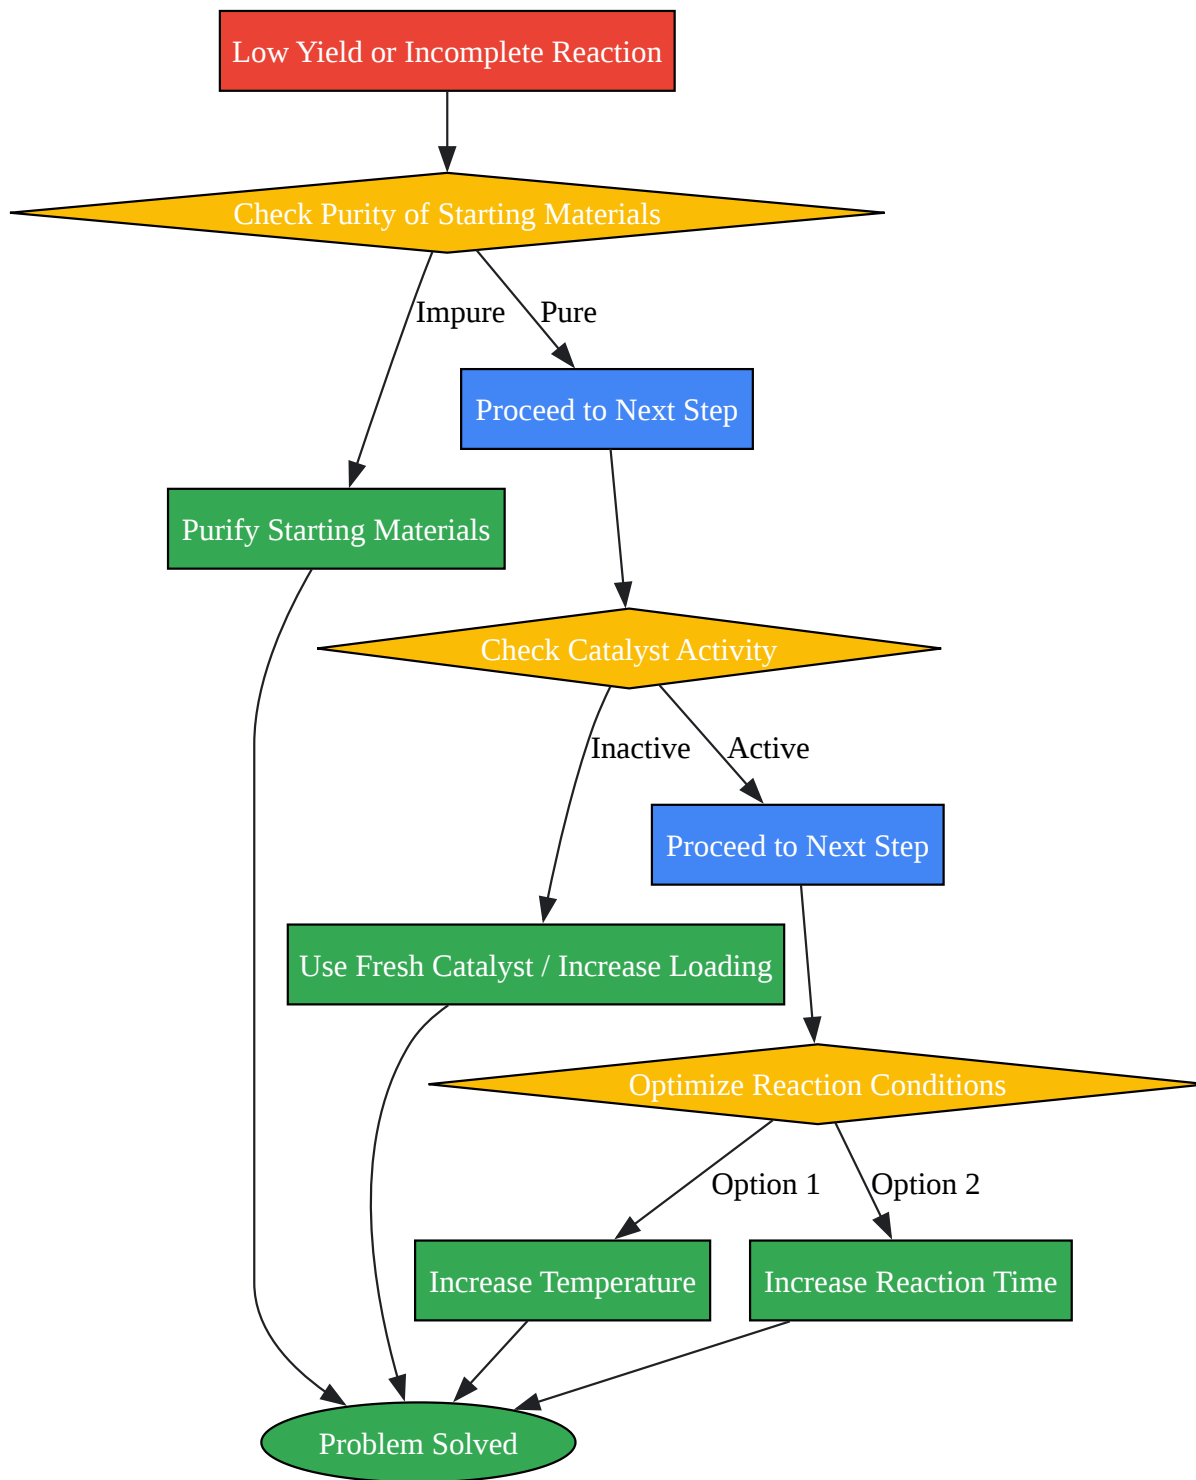 Low Yield or Incomplete Reaction
Check Purity of Starting Materials
Impure
Pure
Proceed to Next Step
Purify Starting Materials
Check Catalyst Activity
Inactive
Active
Proceed to Next Step
Use Fresh Catalyst / Increase Loading
Optimize Reaction Conditions
Option 1
Option 2
Increase Temperature
Increase Reaction Time
Problem Solved